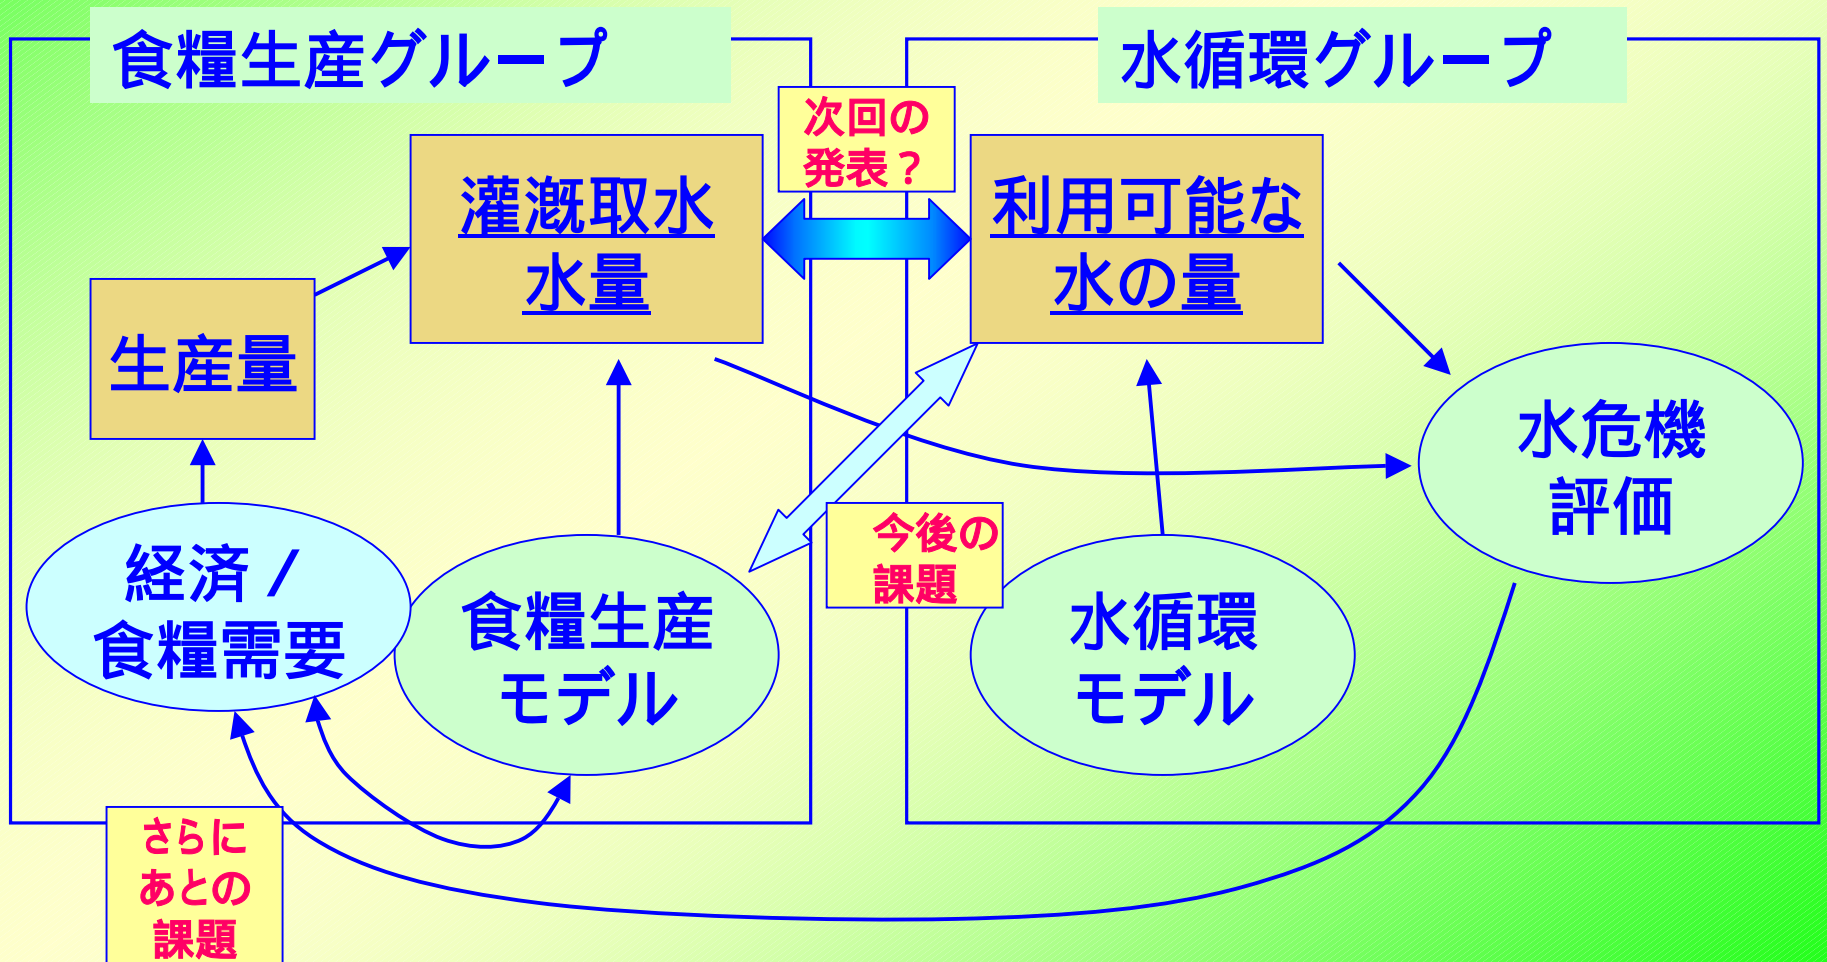 食糧生産グループ
水循環グループ
次回の
発表？
灌漑取水
水量
利用可能な
水の量
生産量
水危機
評価
今後の
課題
経済／
食糧需要
食糧生産
モデル
水循環
モデル
さらに
あとの
課題